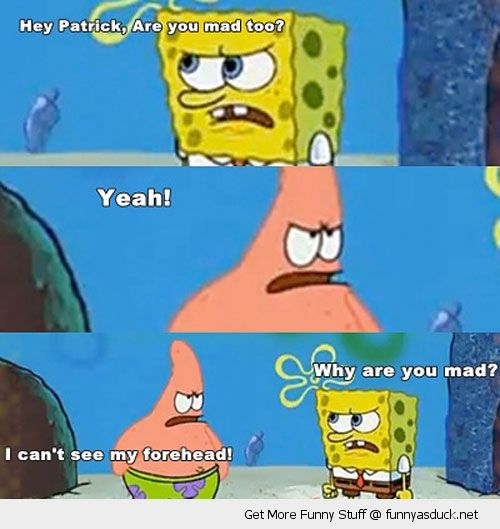 Hey Patrick, Are you mad too?
Yeah!
Why are you mad?
I can't see my forehead!
Get More Funny Stuff @ funnyasduck.net